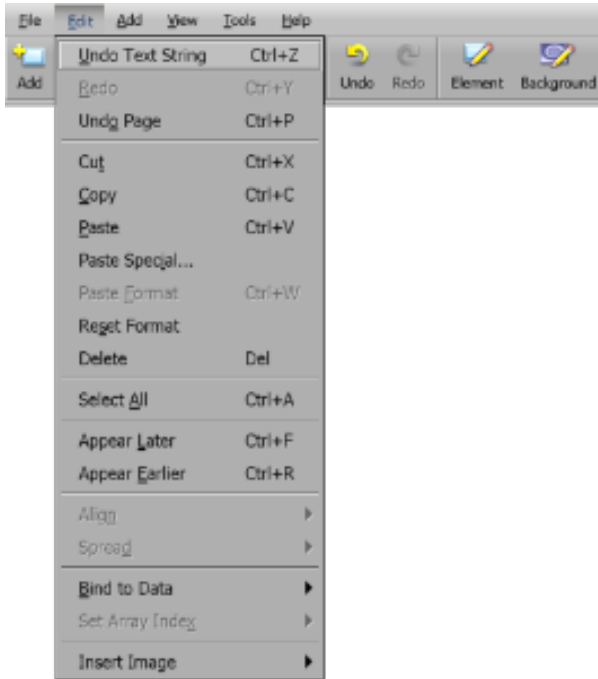 File Edit Add View Tools Help
Add Undo Redo Element Background
Undo Text String Ctrl+Z
Redo Ctrl+Y
Undo Page Ctrl+P
Cut Ctrl+X
Copy Ctrl+C
Paste Ctrl+V
Paste Special...
Paste Format Ctrl+W
Reset Format
Delete Del
Select All Ctrl+A
Appear Later Ctrl+F
Appear Earlier Ctrl+R
Align
Spread
Bind to Data
Set Array Index
Insert Image